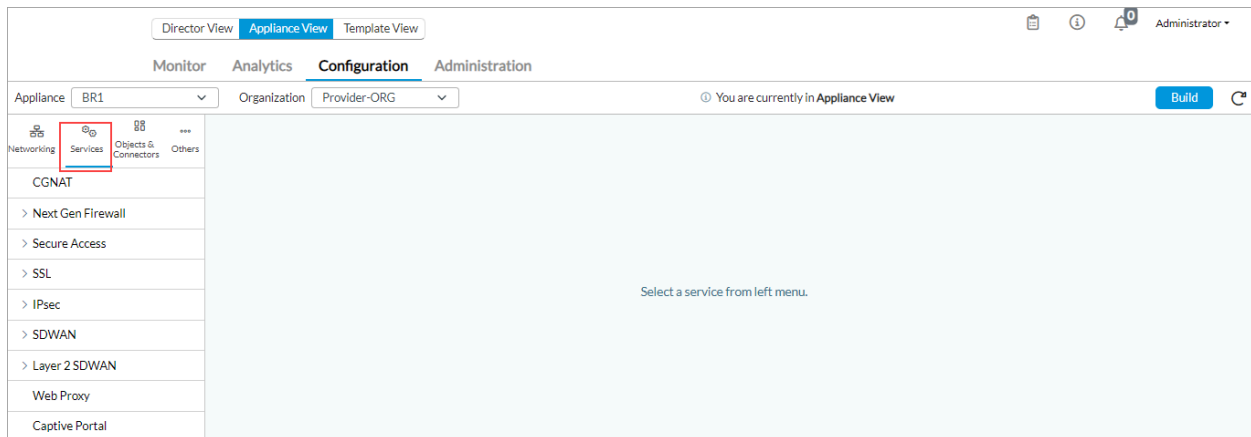 Director View Appliance View Template View
0
Administrator
Monitor Analytics Configuration Administration
Appliance BR1 Organization Provider-ORG You are currently in Appliance View Build
Networking Services Objects & Connectors Others
CGNAT
Next Gen Firewall
Secure Access
SSL
Select a service from left menu.
IPsec
SDWAN
Layer 2 SDWAN
Web Proxy
Captive Portal